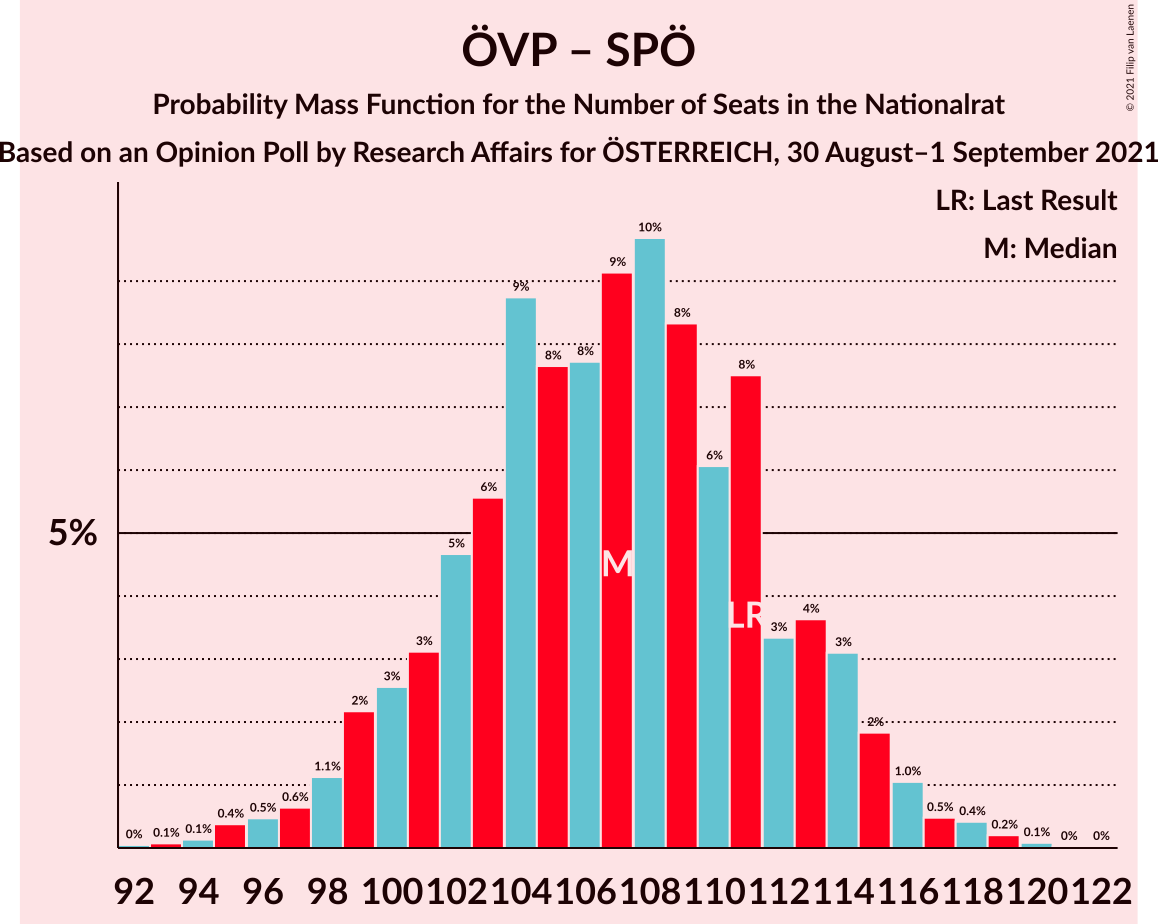 ÖVP – SPÖ
Probability Mass Function for the Number of Seats in the Nationalrat
Based on an Opinion Poll by Research Affairs for ÖSTERREICH, 30 August–1 September 2021
© 2021 Filip van Laenen
LR: Last Result
M: Median
5%
0% 0.1% 0.1% 0.4% 0.5% 0.6% 1.1% 2% 3% 3% 5% 6% 9% 8% 8% 9% 10% 8% 6% 8% 3% 4% 3% 2% 1.0% 0.5% 0.4% 0.2% 0.1% 0% 0%
M
LR
92 94 96 98 100 102 104 106 108 110 112 114 116 118 120 122